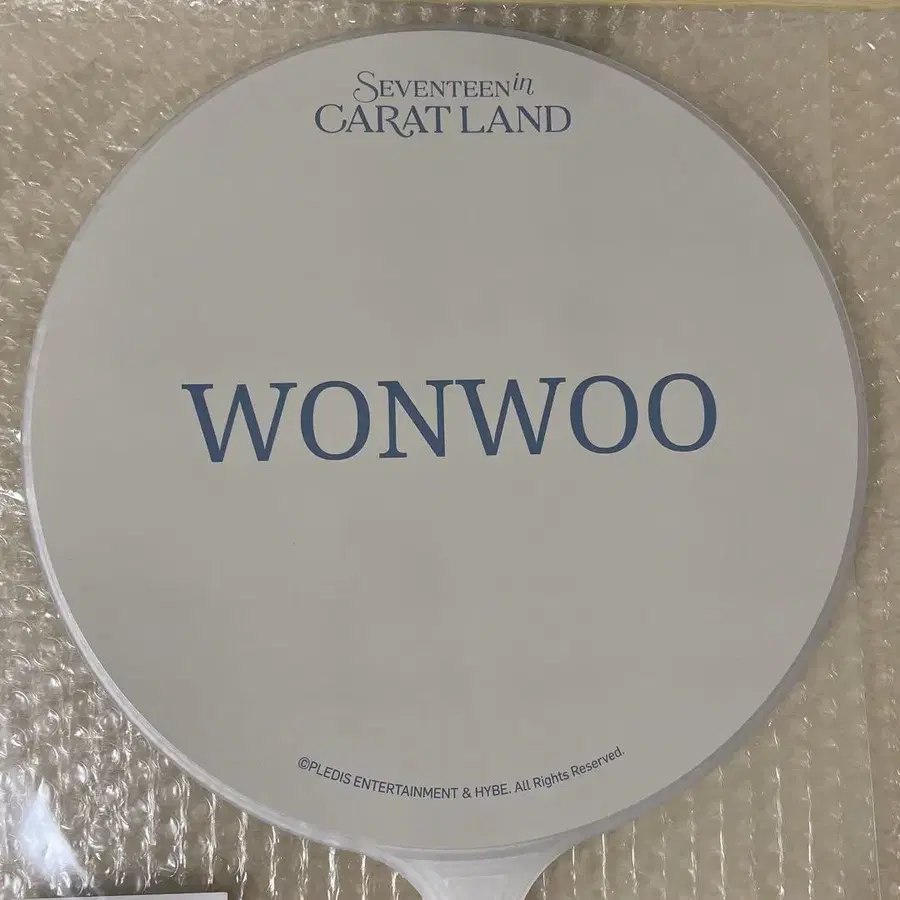 SEVENTEEN in
CARAT LAND
WONWOO
©PLEDIS ENTERTAINMENT & HYBE. All Rights Reserved.